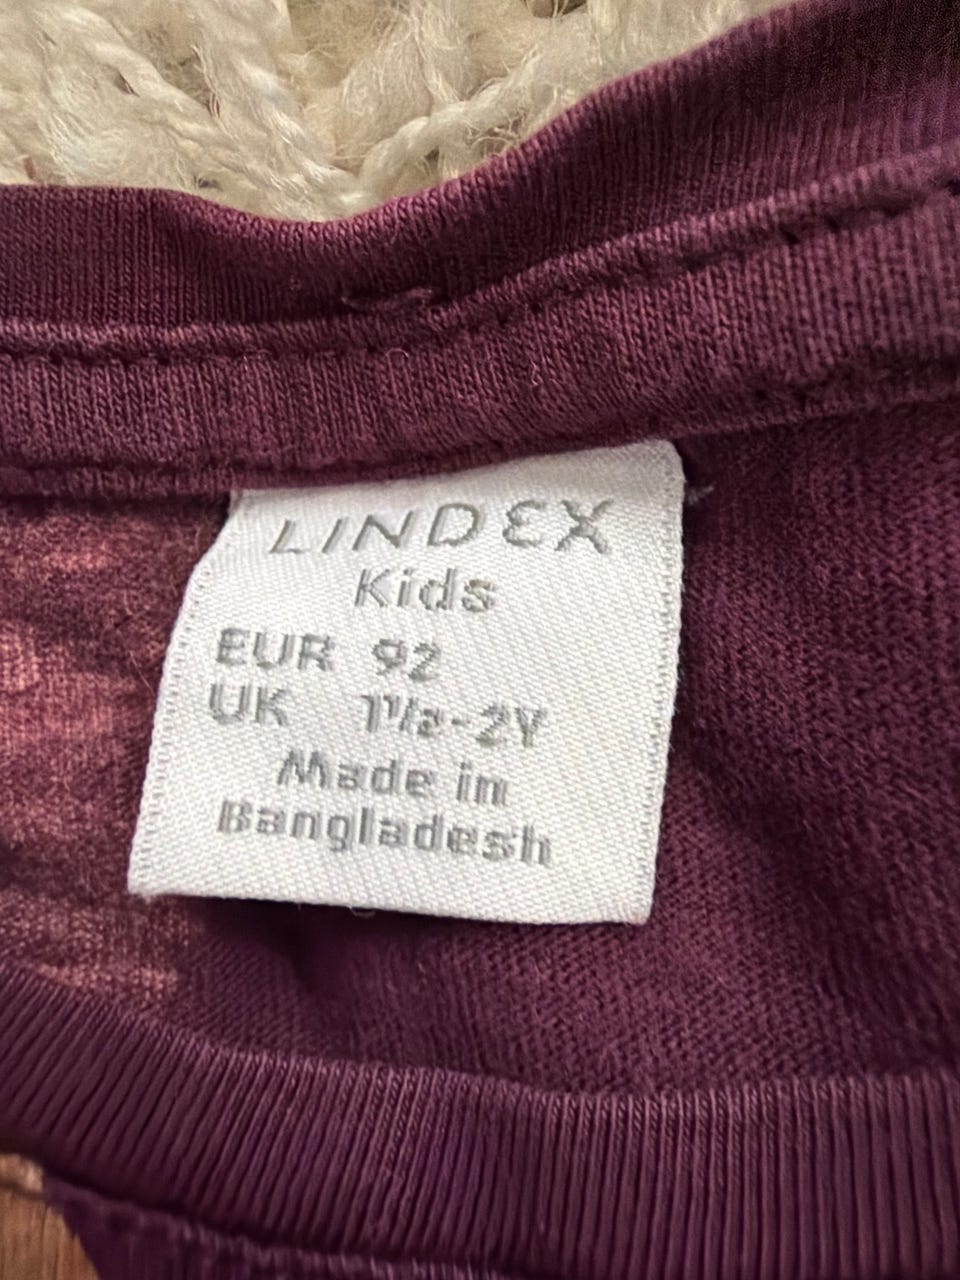 LINDEX
Kids
EUR 92
UK 1½-2Y
Made in
Bangladesh